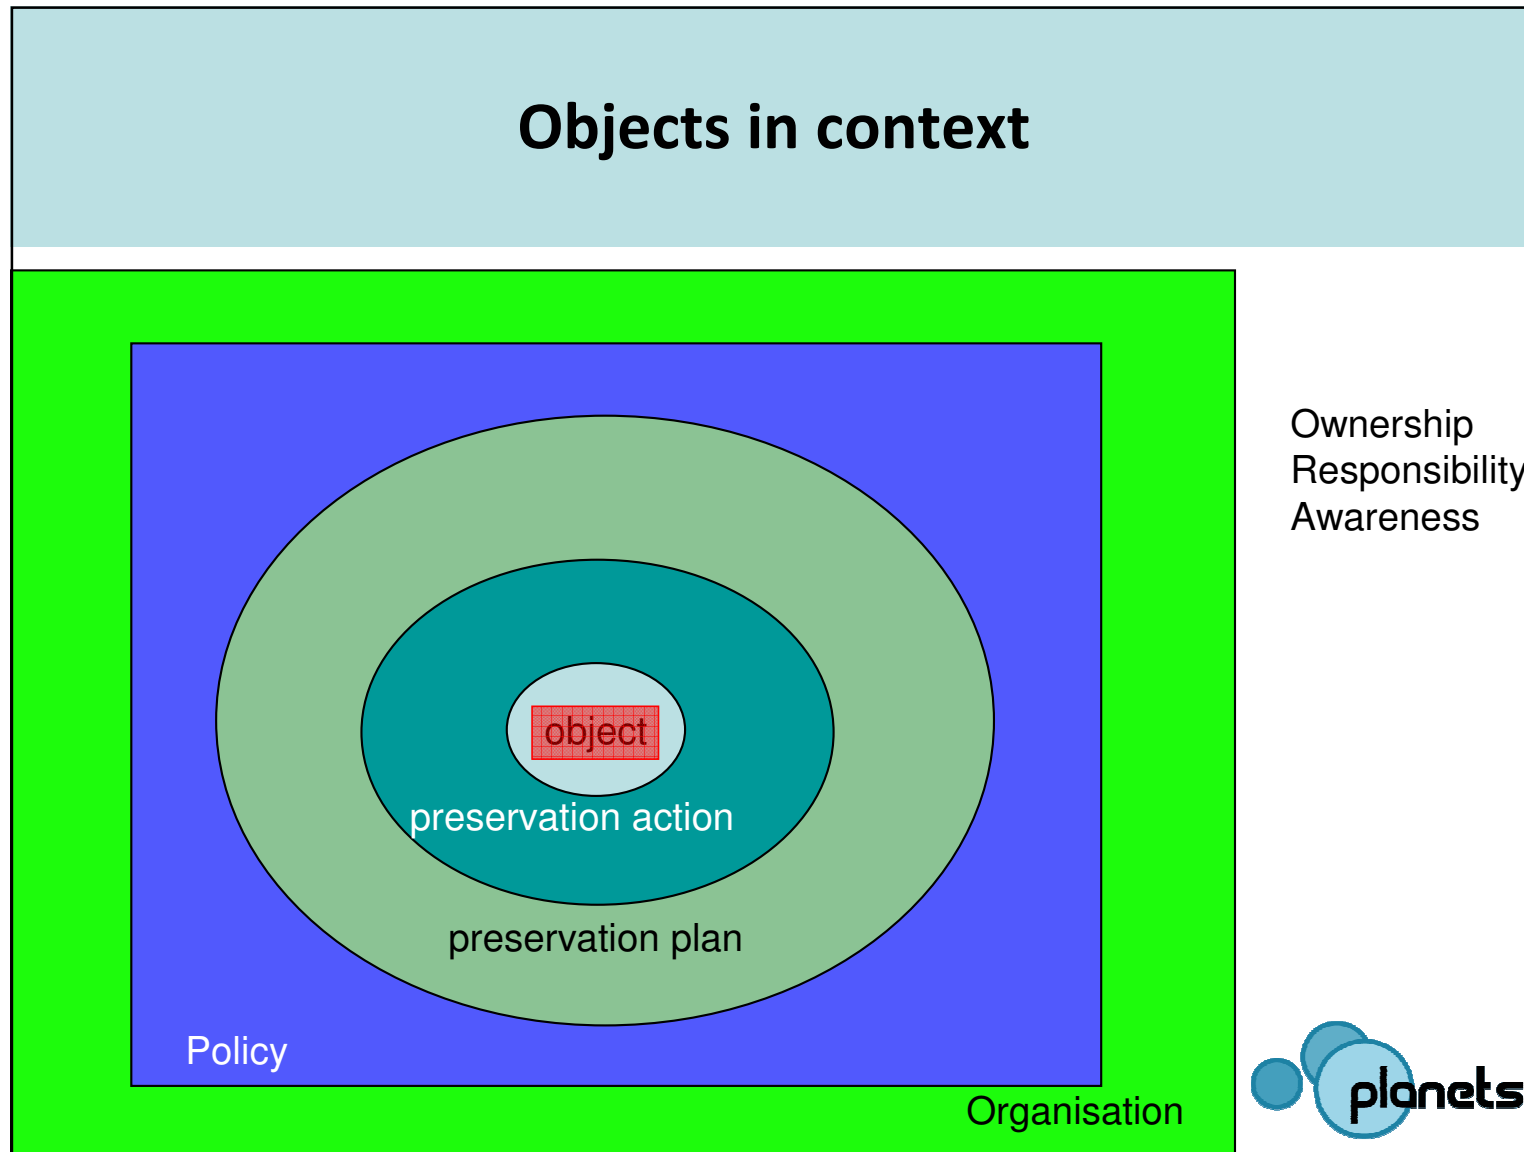 Objects in context
Ownership
Responsibility
Awareness
object
preservation action
preservation plan
Policy
Organisation
planets